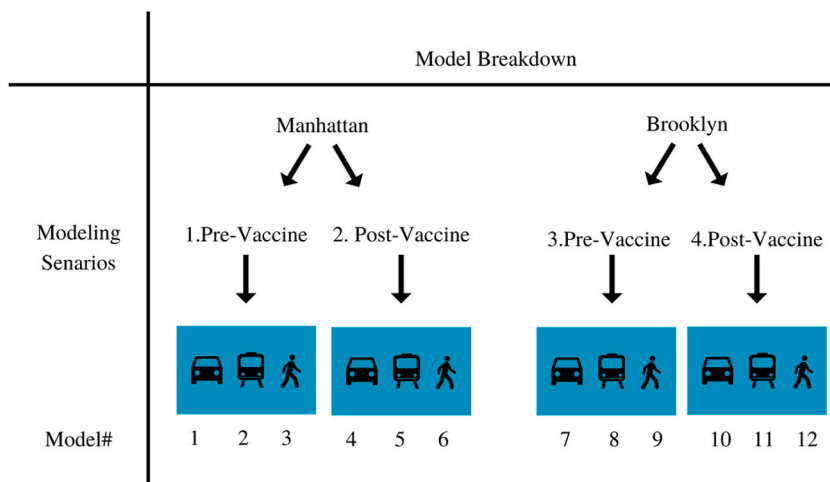 Model Breakdown
Manhattan Brooklyn
Modeling
Senarios
1.Pre-Vaccine 2. Post-Vaccine 3.Pre-Vaccine 4.Post-Vaccine
Model# 1 2 3 4 5 6 7 8 9 10 11 12